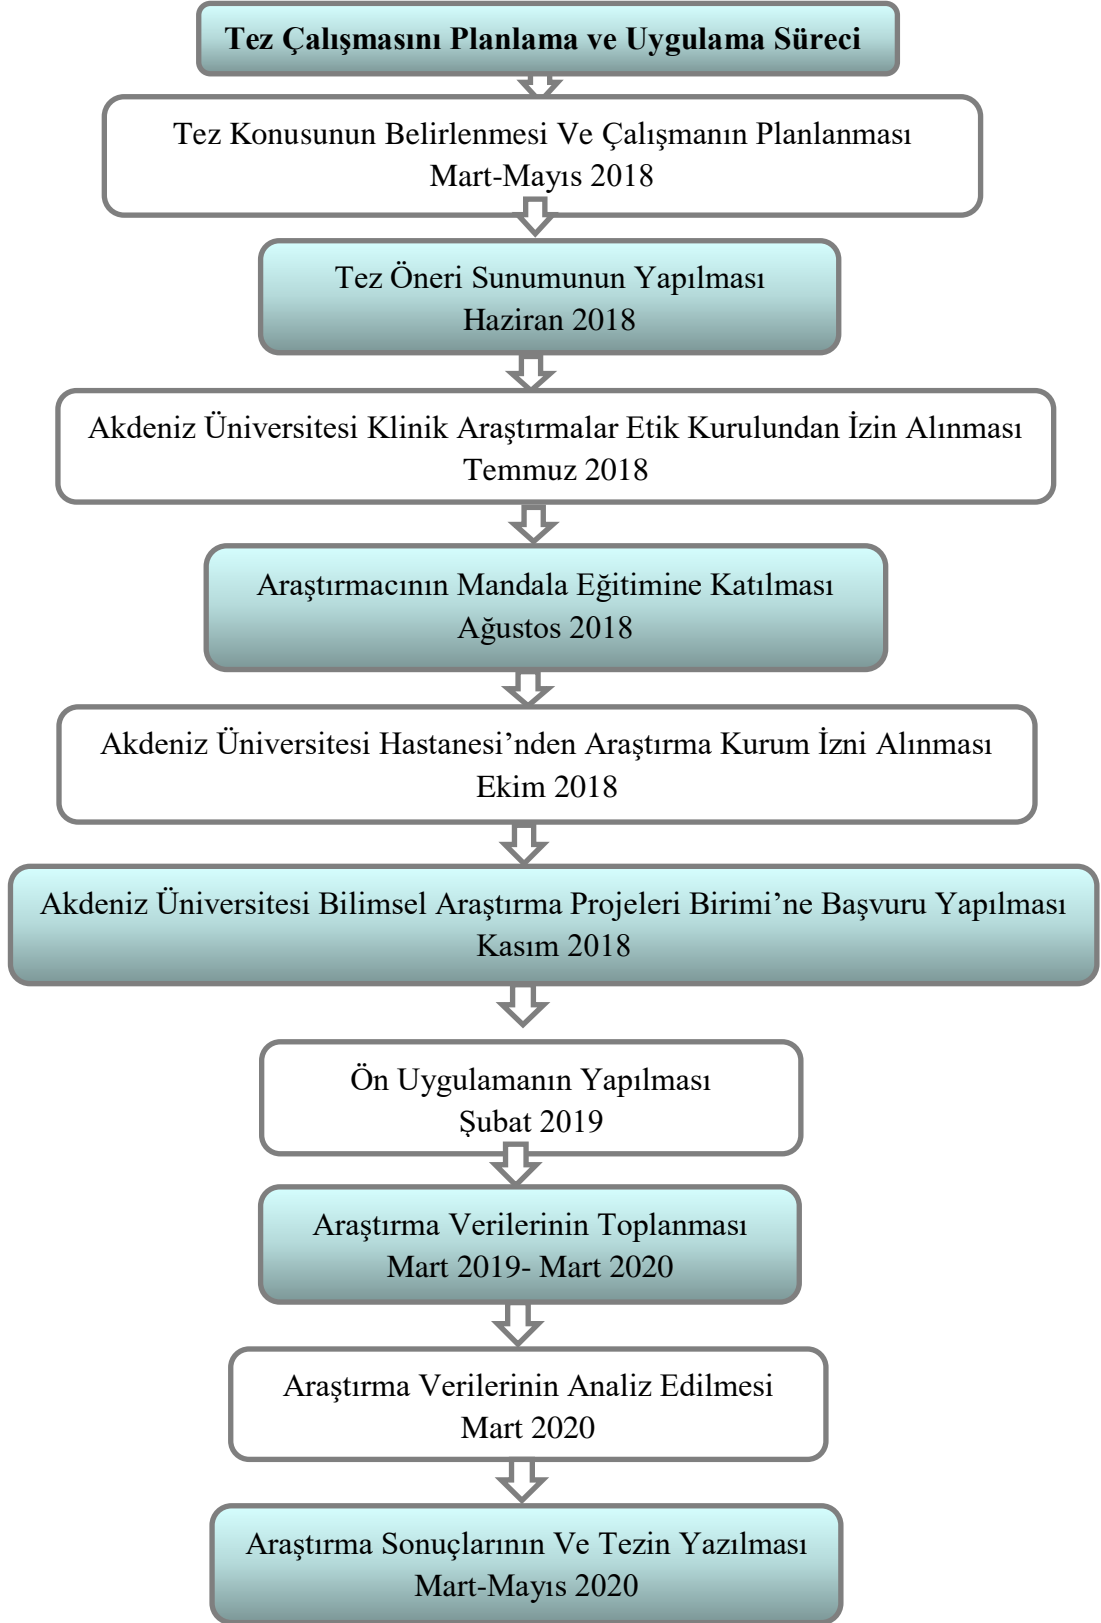 Tez Çalışmasını Planlama ve Uygulama Süreci
Tez Konusunun Belirlenmesi Ve Çalışmanın Planlanması
Mart-Mayıs 2018
Tez Öneri Sunumunun Yapılması
Haziran 2018
Akdeniz Üniversitesi Klinik Araştırmalar Etik Kurulundan İzin Alınması
Temmuz 2018
Araştırmacının Mandala Eğitimine Katılması
Ağustos 2018
Akdeniz Üniversitesi Hastanesi’nden Araştırma Kurum İzni Alınması
Ekim 2018
Akdeniz Üniversitesi Bilimsel Araştırma Projeleri Birimi’ne Başvuru Yapılması
Kasım 2018
Ön Uygulamanın Yapılması
Şubat 2019
Araştırma Verilerinin Toplanması
Mart 2019- Mart 2020
Araştırma Verilerinin Analiz Edilmesi
Mart 2020
Araştırma Sonuçlarının Ve Tezin Yazılması
Mart-Mayıs 2020